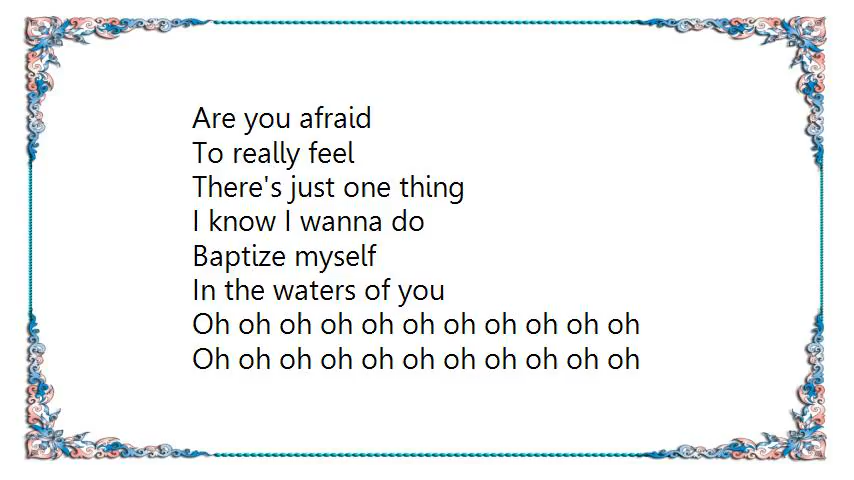 Are you afraid
To really feel
There's just one thing
I know I wanna do
Baptize myself
In the waters of you
Oh oh oh oh oh oh oh oh oh oh oh
Oh oh oh oh oh oh oh oh oh oh oh